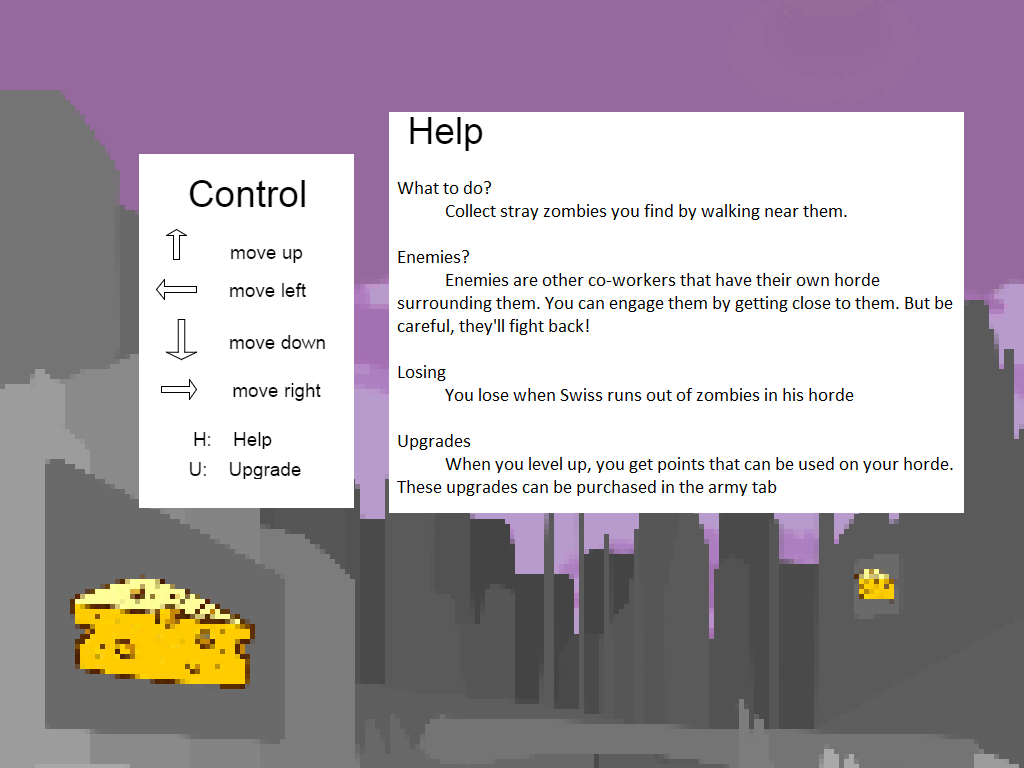 Control
move up
move left
move down
move right
H: Help
U: Upgrade
Help
What to do?
Collect stray zombies you find by walking near them.
Enemies?
Enemies are other co-workers that have their own horde
surrounding them. You can engage them by getting close to them. But be
careful, they'll fight back!
Losing
You lose when Swiss runs out of zombies in his horde
Upgrades
When you level up, you get points that can be used on your horde.
These upgrades can be purchased in the army tab